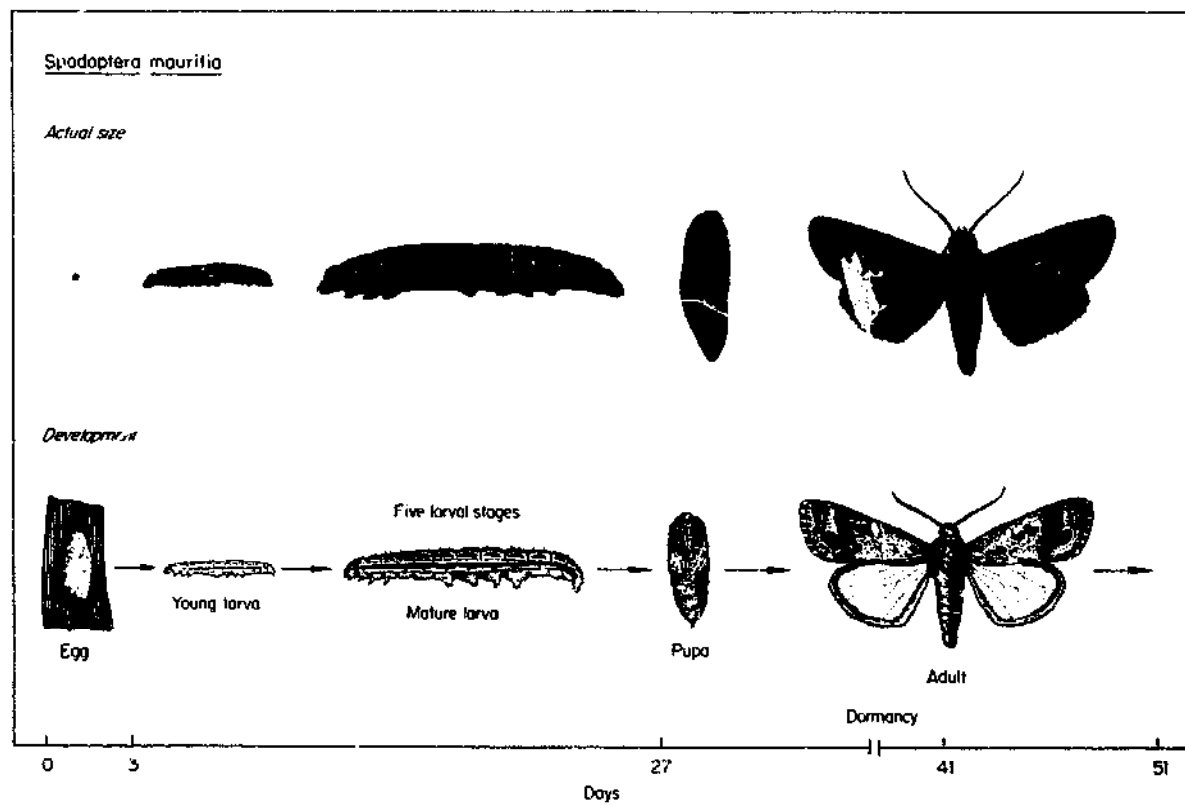 Spodoptera mauritia
Actual size
Development
Five larval stages
Young larva
Mature larva
Egg
Pupa
Adult
Dormancy
0 3 27 41 51
Days